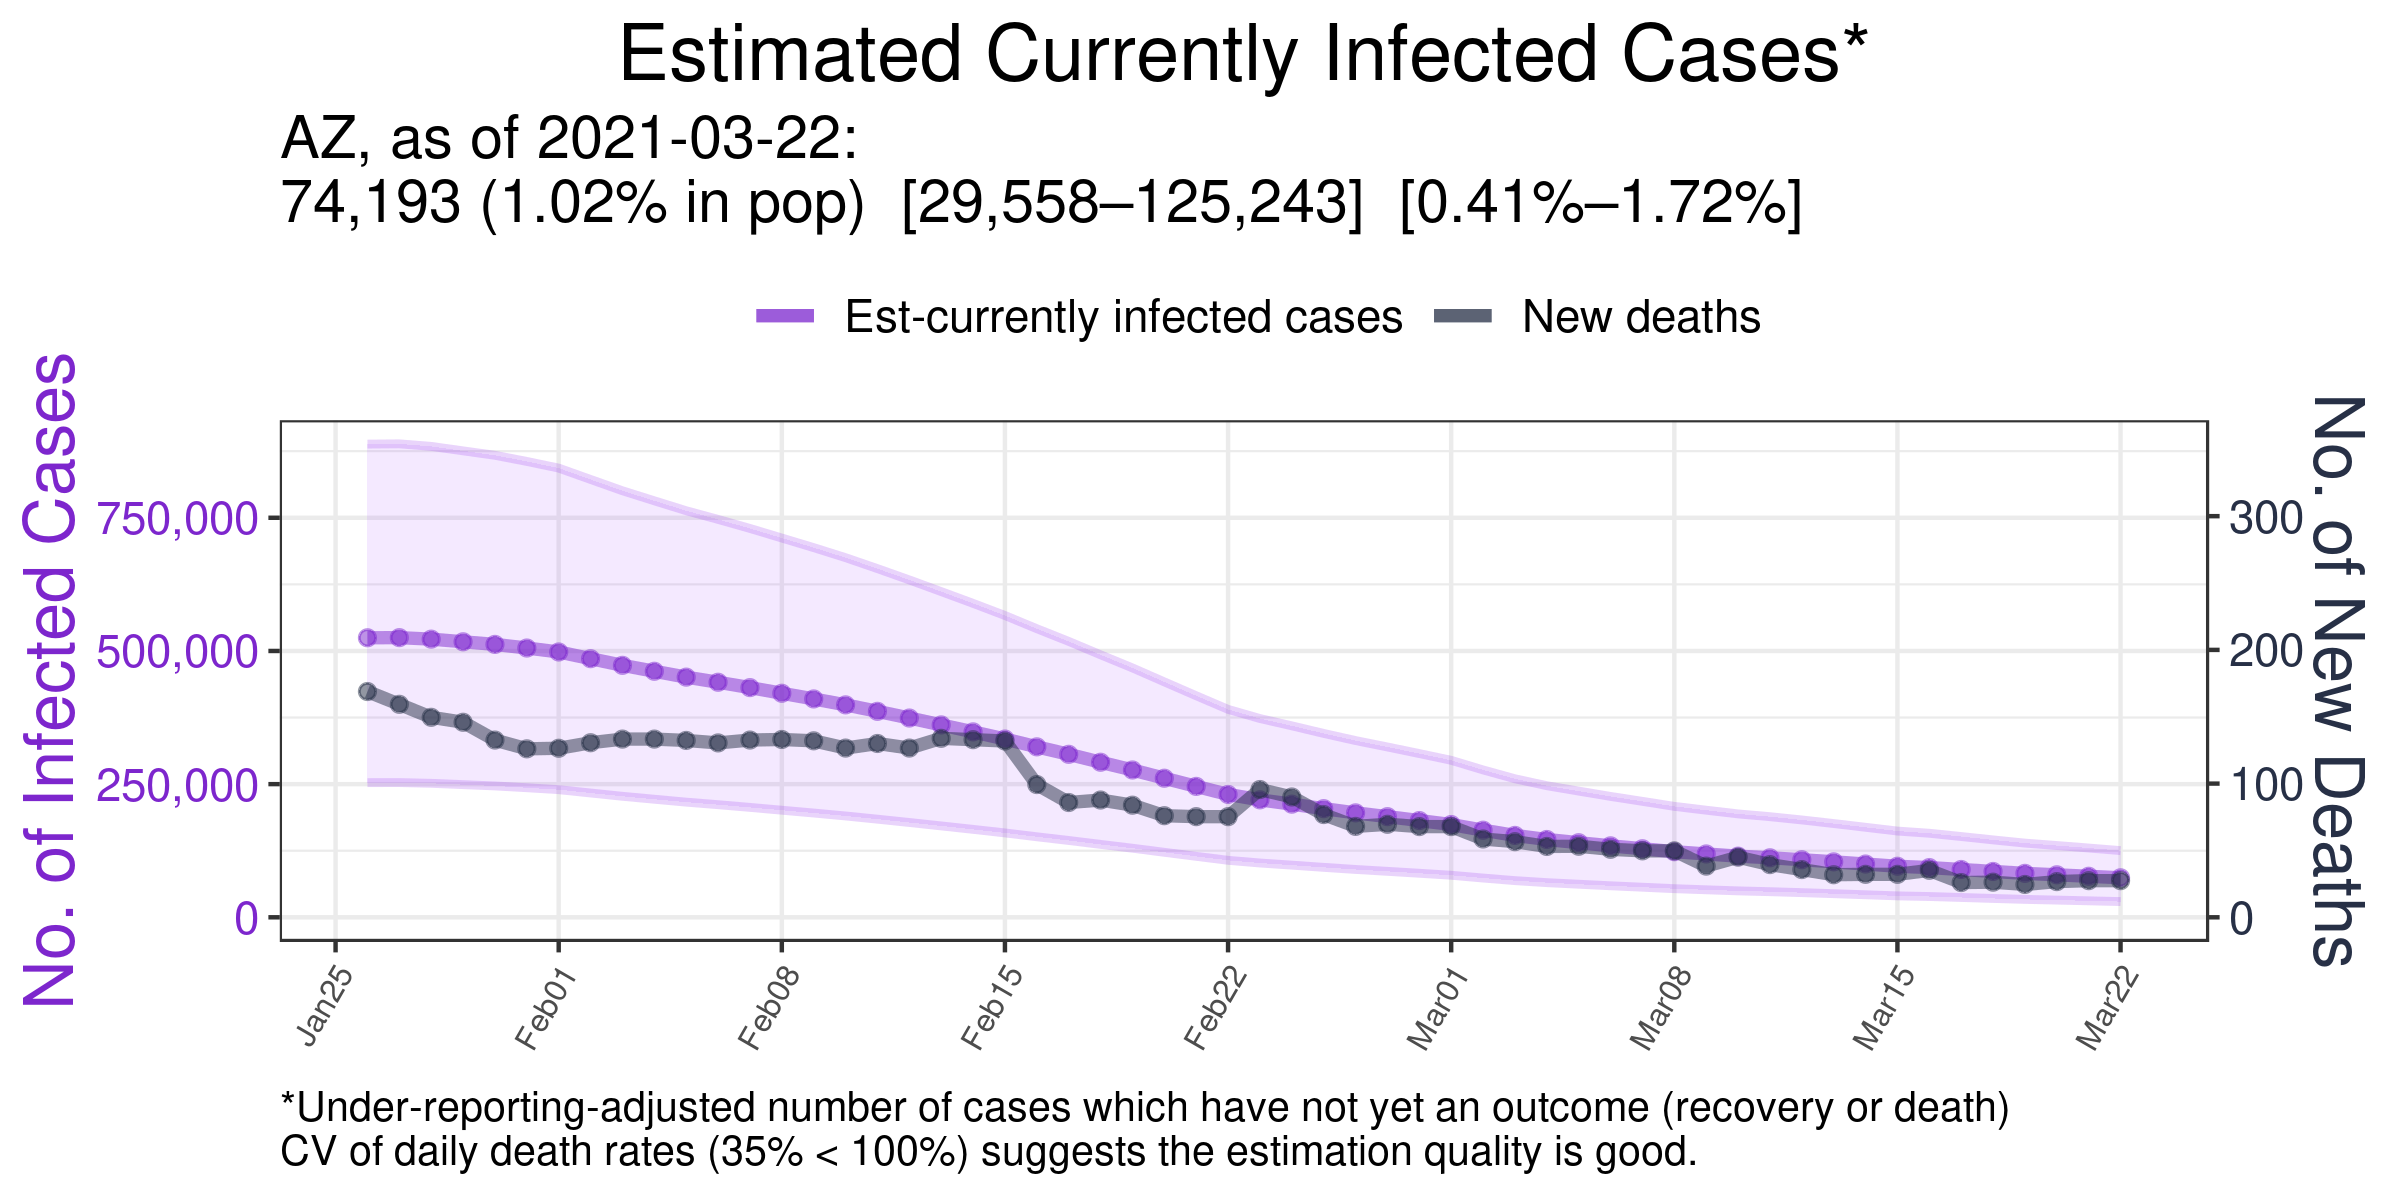 Estimated Currently Infected Cases*
AZ, as of 2021-03-22:
74,193 (1.02% in pop)  [29,558–125,243]  [0.41%–1.72%]
Est-currently infected cases
New deaths
No. of Infected Cases
750,000
500,000
250,000
0
300
200
100
0
No. of New Deaths
Jan25
Feb01
Feb08
Feb15
Feb22
Mar01
Mar08
Mar15
Mar22
*Under-reporting-adjusted number of cases which have not yet an outcome (recovery or death)
CV of daily death rates (35% < 100%) suggests the estimation quality is good.